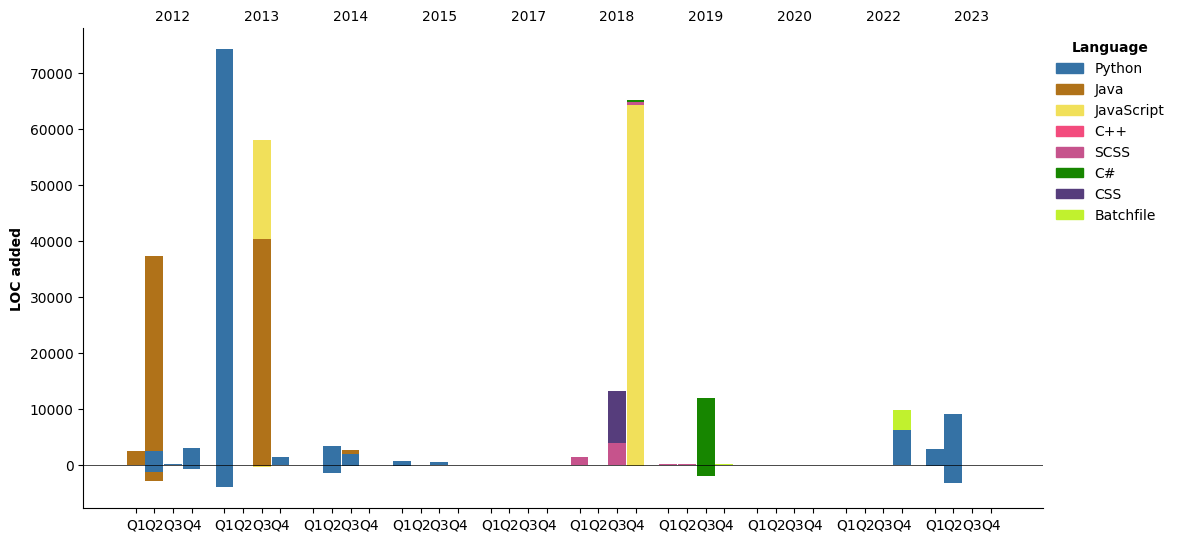 2012 2013 2014 2015 2017 2018 2019 2020 2022 2023
Language
Python
Java
JavaScript
C++
SCSS
C#
CSS
Batchfile
LOC added
70000
60000
50000
40000
30000
20000
10000
0
Q1Q2Q3Q4 Q1Q2Q3Q4 Q1Q2Q3Q4 Q1Q2Q3Q4 Q1Q2Q3Q4 Q1Q2Q3Q4 Q1Q2Q3Q4 Q1Q2Q3Q4 Q1Q2Q3Q4 Q1Q2Q3Q4